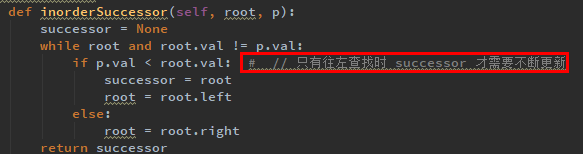 def inorderSuccessor(self, root, p):
successor = None
while root and root.val != p.val:
if p.val < root.val: # // 只有往左查找时 successor 才需要不断更新
successor = root
root = root.left
else:
root = root.right
return successor